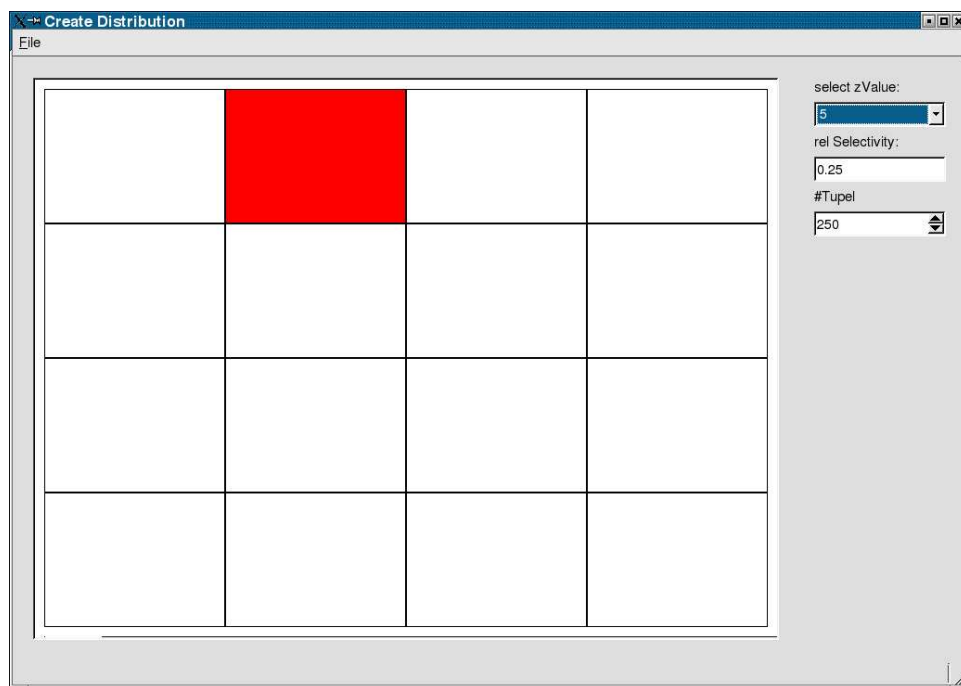 Create Distribution
File
select zValue:
5
rel Selectivity:
0.25
#Tupel
250